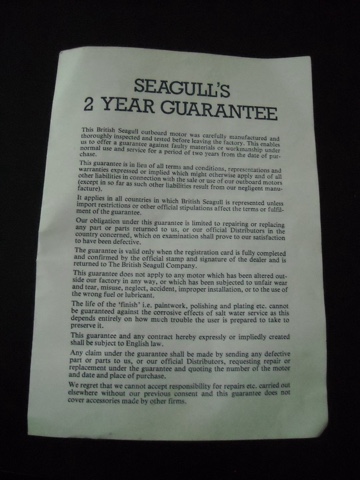 SEAGULL'S
2 YEAR GUARANTEE
This British Seagull outboard motor was carefully manufactured and
thoroughly inspected and tested before leaving the factory. This enables
us to offer a guarantee against faulty materials or workmanship under
normal use and service for a period of two years from the date of pur-
chase.
This guarantee is in lieu of all terms and conditions, representations and
warranties expressed or implied which might otherwise apply and of all
other liabilities in connection with the sale or use of our outboard motors
(except in so far as such other liabilities result from our negligent manu-
facture).
It applies in all countries in which British Seagull is represented unless
import restrictions or other official stipulations affect the terms or fulfil-
ment of the guarantee.
Our obligation under this guarantee is limited to repairing or replacing
any part or parts returned to us, or our official Distributors in the
country concerned, which on examination shall prove to our satisfaction
to have been defective.
The guarantee is valid only when the registration card is fully completed
and confirmed by the official stamp and signature of the dealer and is
returned to The British Seagull Company.
This guarantee does not apply to any motor which has been altered out-
side our factory in any way, or which has been subjected to unfair wear
and tear, misuse, neglect, accident, improper installation, or to the use of
the wrong fuel or lubricant.
The life of the 'finish' i.e. paintwork, polishing and plating etc. cannot
be guaranteed against the corrosive effects of salt water service as this
depends entirely on how much trouble the user is prepared to take to
preserve it.
This guarantee and any contract hereby expressly or impliedly created
shall be subject to English law.
Any claim under the guarantee shall be made by sending any defective
part or parts to us, or our official Distributors, requesting repair or
replacement under the guarantee and quoting the number of the motor
and date and place of purchase.
We regret that we cannot accept responsibility for repairs etc. carried out
elsewhere without our previous consent and this guarantee does not
cover accessories made by other firms.